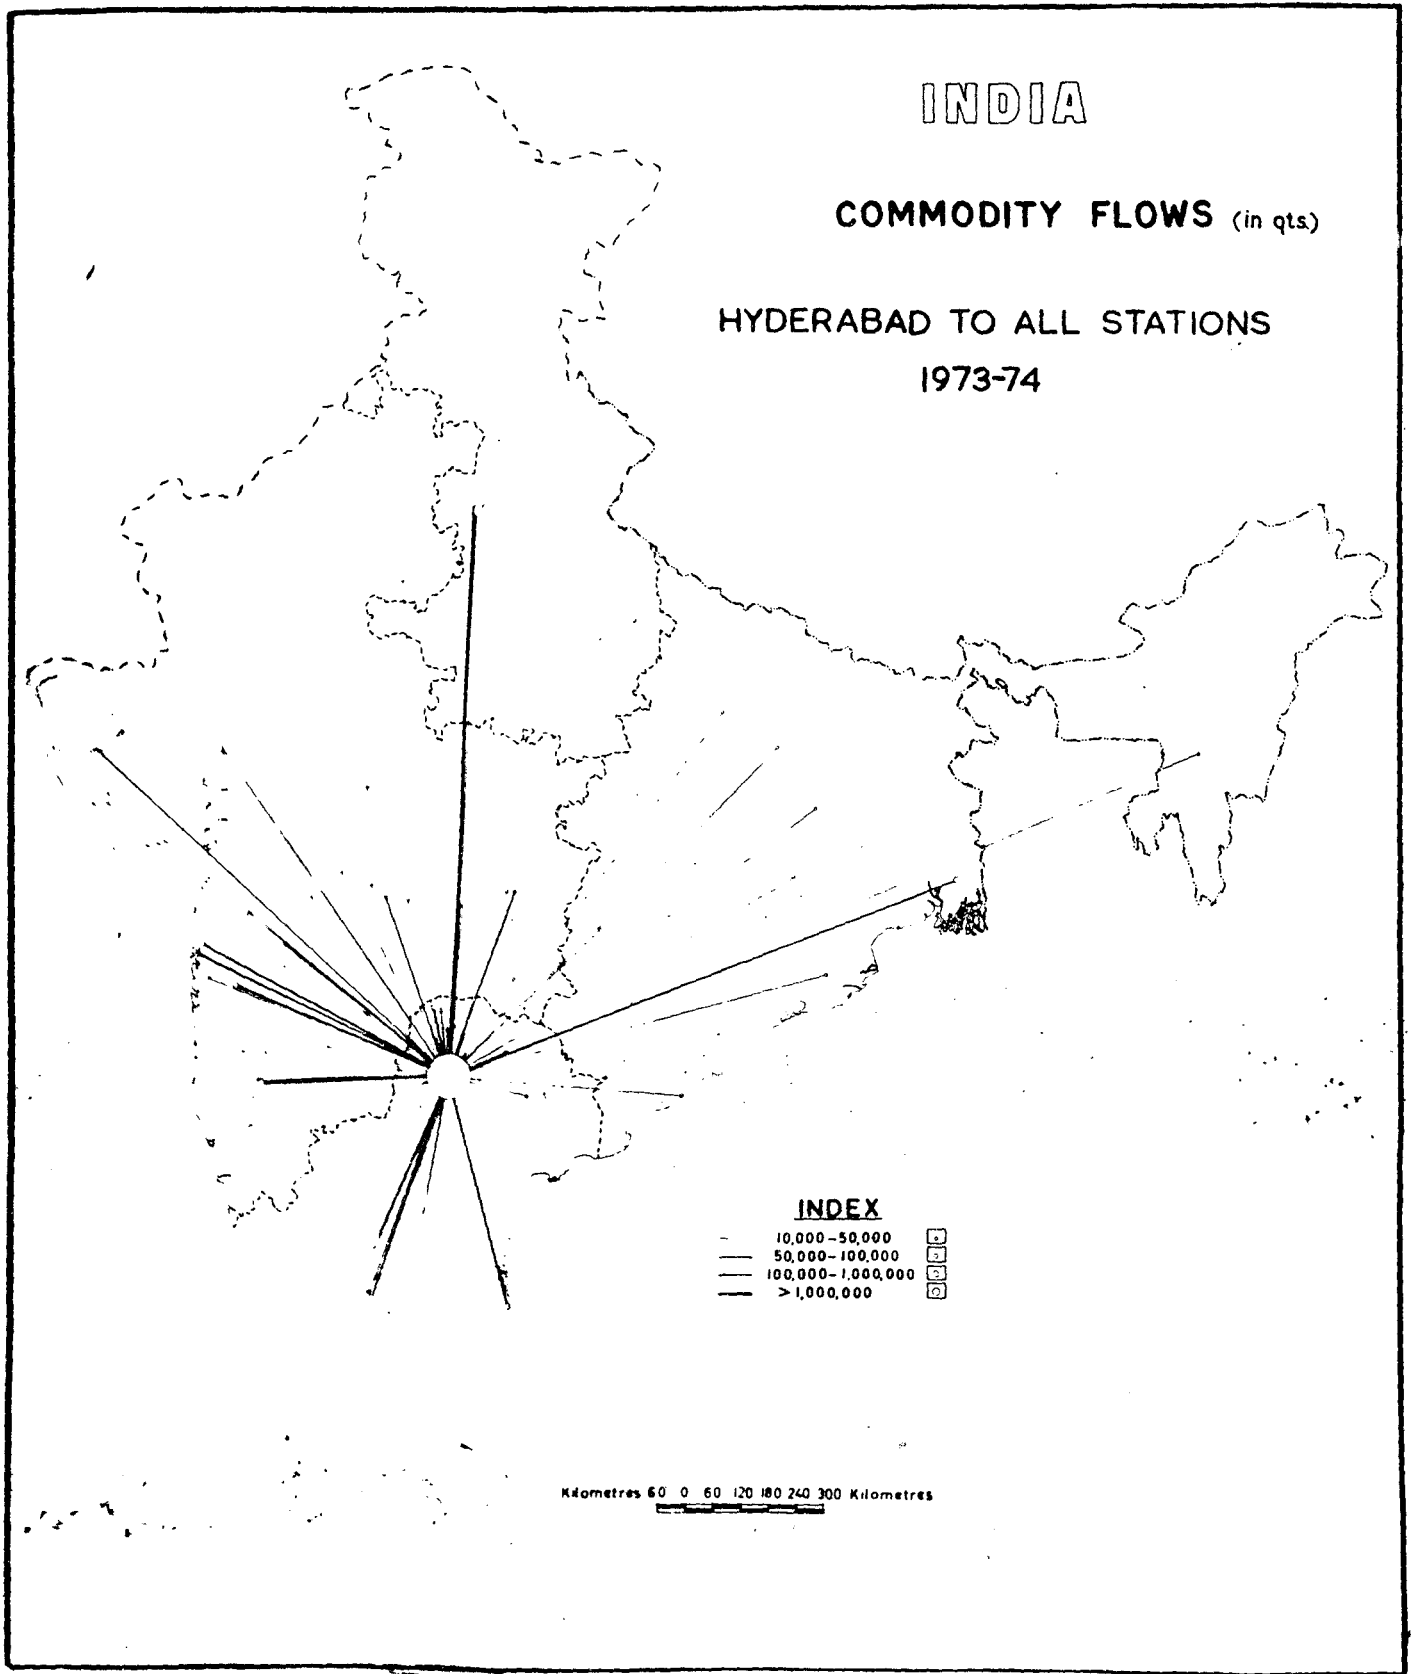 INDIA
COMMODITY FLOWS (in qts.)
HYDERABAD TO ALL STATIONS
1973-74
INDEX
10,000-50,000
50,000-100,000
100,000-1,000,000
>1,000,000
Kilometres 60 0 60 120 180 240 300 Kilometres